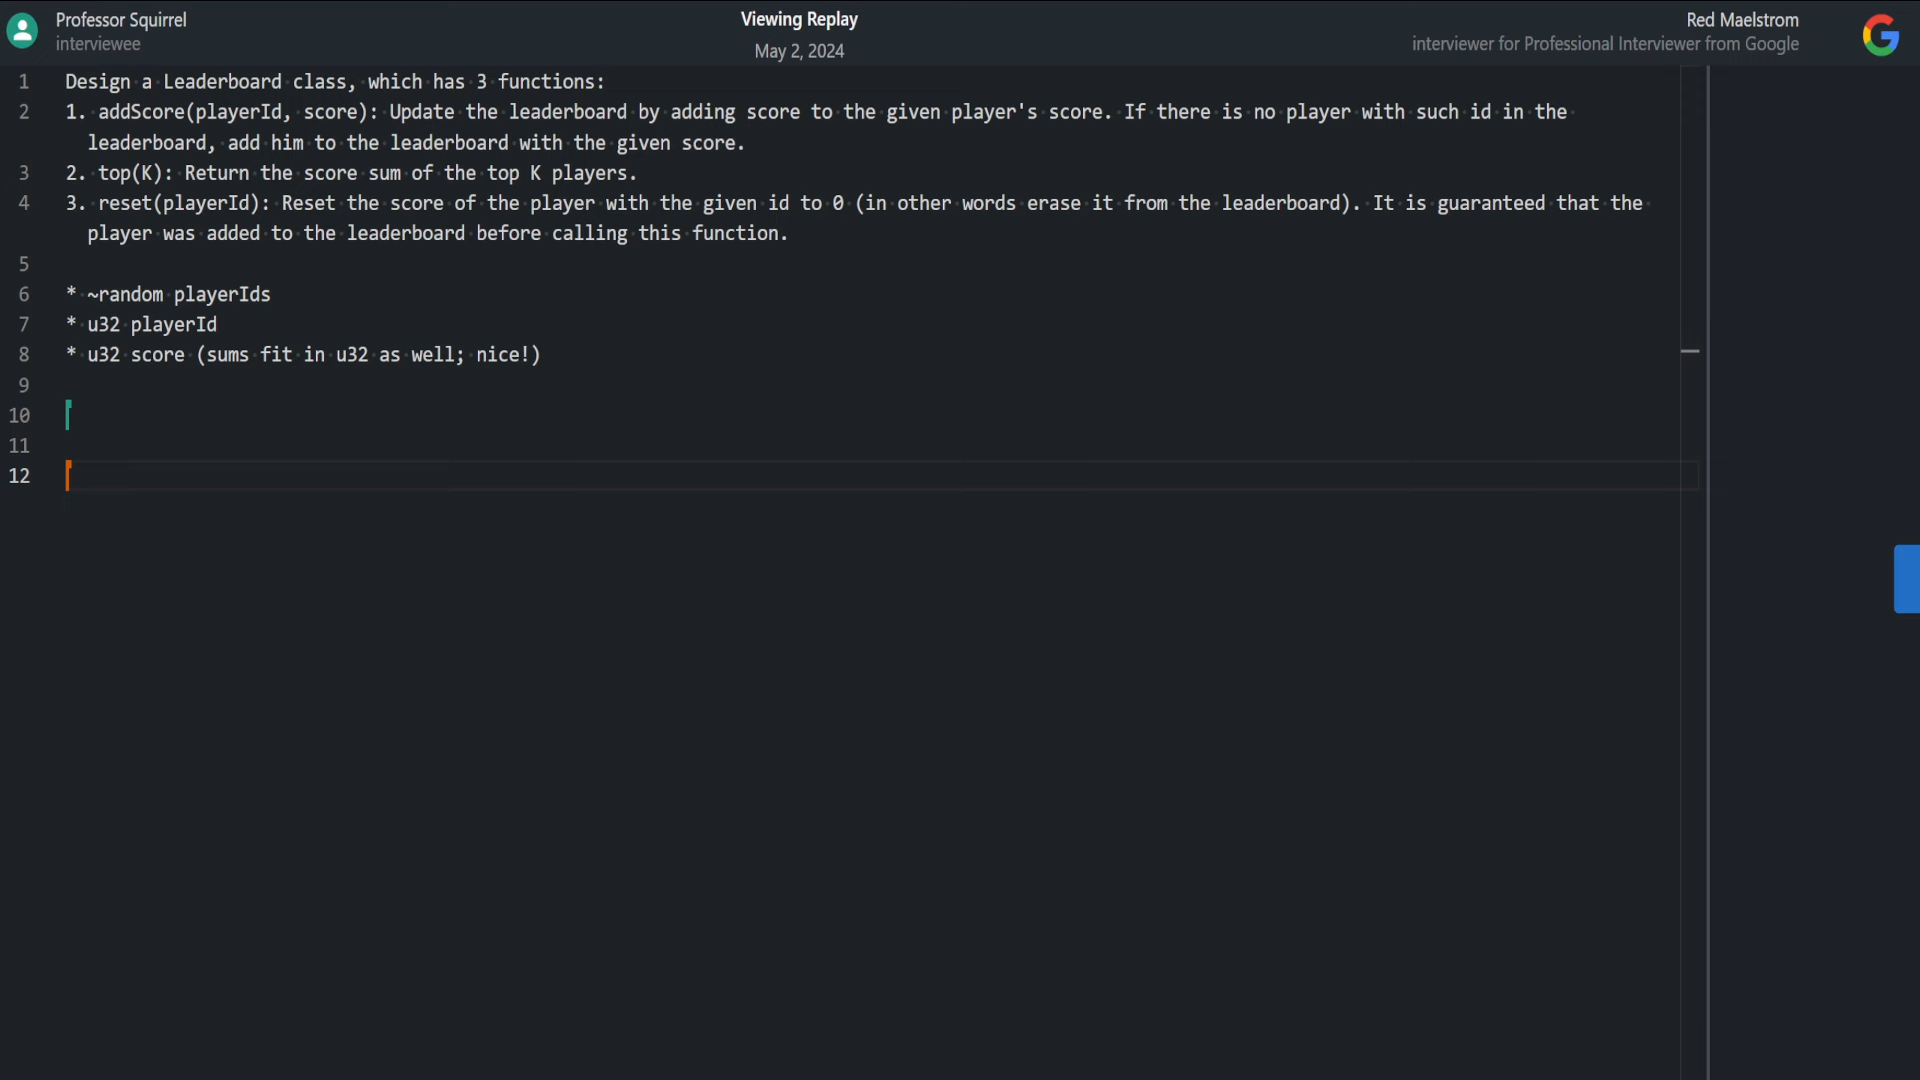 Professor Squirrel
interviewee
Viewing Replay
May 2, 2024
Red Maelstrom
interviewer for Professional Interviewer from Google
1 Design a Leaderboard class, which has 3 functions:
2 1. addScore(playerId, score): Update the leaderboard by adding score to the given player's score. If there is no player with such id in the
leaderboard, add him to the leaderboard with the given score.
3 2. top(K): Return the score sum of the top K players.
4 3. reset(playerId): Reset the score of the player with the given id to 0 (in other words erase it from the leaderboard). It is guaranteed that the
player was added to the leaderboard before calling this function.
5
6 * ~random playerIds
7 * u32 playerId
8 * u32 score (sums fit in u32 as well; nice!)
9
10
11
12